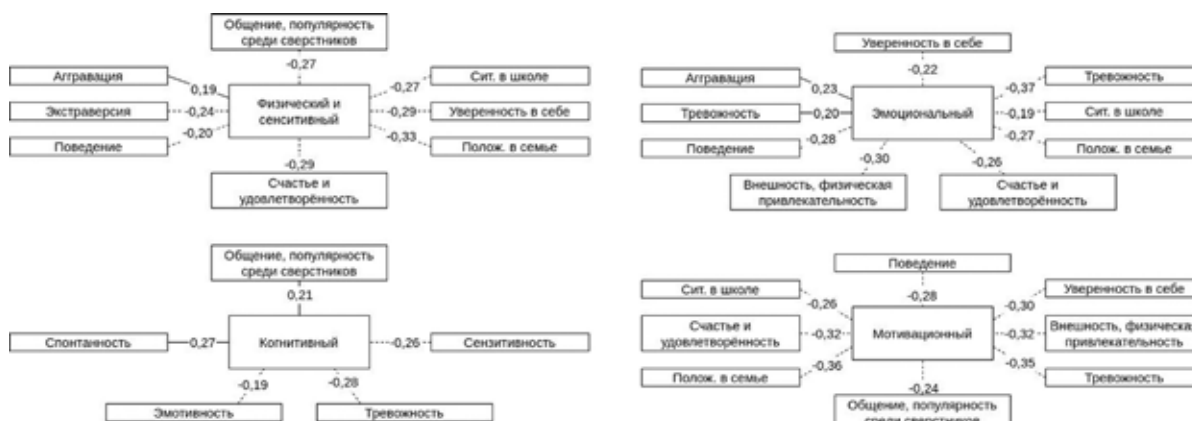 Общение, популярность
среди сверстников
-0,27
Аггравация
0,19
-0,27
Сит. в школе
Экстраверсия
-0,24
Физический и
сенситивный
-0,29
Уверенность в себе
Поведение
-0,20
-0,33
Полож. в семье
-0,29
Счастье и
удовлетворённость
Уверенность в себе
-0,22
Аггравация
0,23
-0,37
Тревожность
Тревожность
0,20
Эмоциональный
-0,19
Сит. в школе
Поведение
-0,28
-0,27
Полож. в семье
-0,30
-0,26
Внешность, физическая
привлекательность
Счастье и
удовлетворённость
Общение, популярность
среди сверстников
0,21
Спонтанность
0,27
Когнитивный
-0,26
Сензитивность
-0,19
-0,28
Эмотивность
Тревожность
Поведение
-0,28
Сит. в школе
-0,26
-0,30
Уверенность в себе
Счастье и
удовлетворённость
-0,32
Мотивационный
-0,32
Внешность, физическая
привлекательность
Полож. в семье
-0,36
-0,35
Тревожность
-0,24
Общение, популярность
среди сверстников